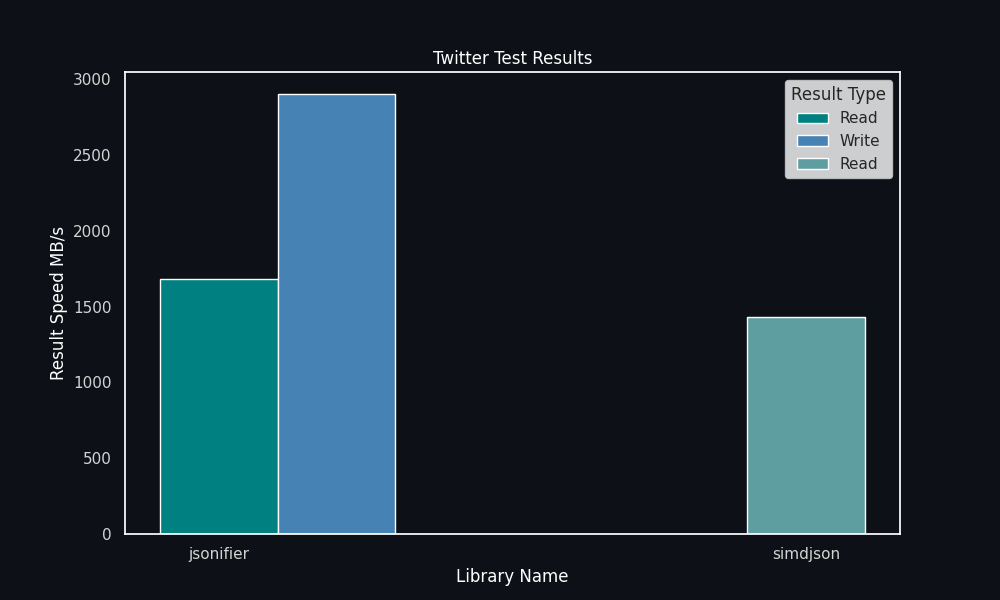 Twitter Test Results
3000
2500
2000
1500
1000
500
0
Result Speed MB/s
Result Type
Read
Write
Read
jsonifier
simdjson
Library Name